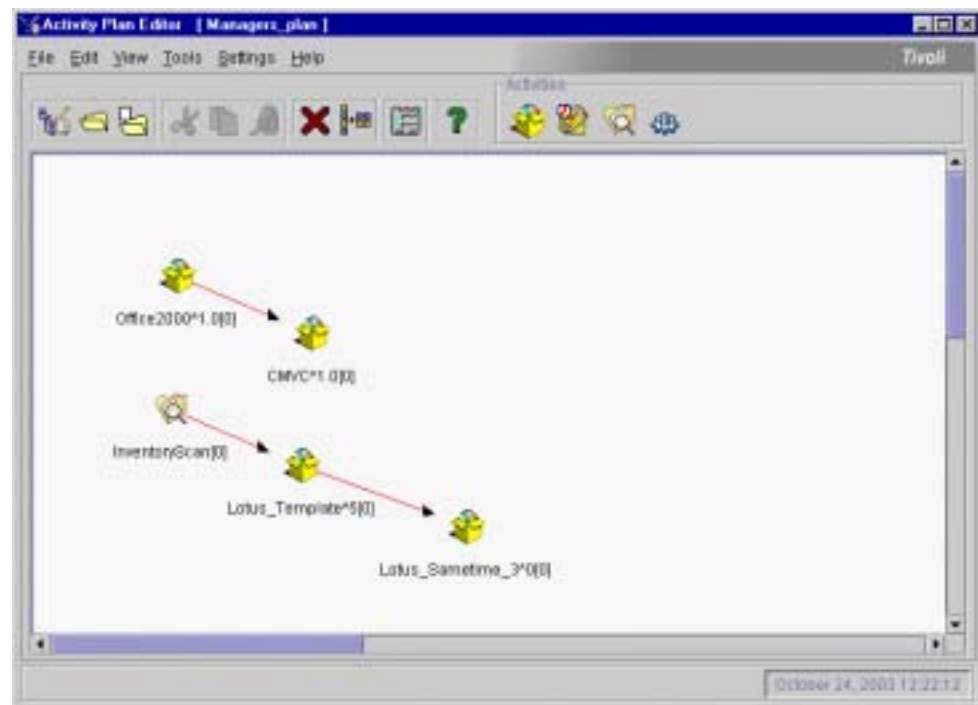 Activity Plan Editor [ Managers_plan ]
File Edit View Tools Settings Help
Tivoli
Activities
?
Office2000^1.0[0]
CMVC^1.0[0]
InventoryScan[0]
Lotus_Template^5[0]
Lotus_Sametime_3^0[0]
October 24, 2003 12:22:12